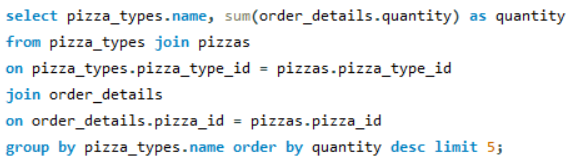 select pizza_types.name, sum(order_details.quantity) as quantity
from pizza_types join pizzas
on pizza_types.pizza_type_id = pizzas.pizza_type_id
join order_details
on order_details.pizza_id = pizzas.pizza_id
group by pizza_types.name order by quantity desc limit 5;